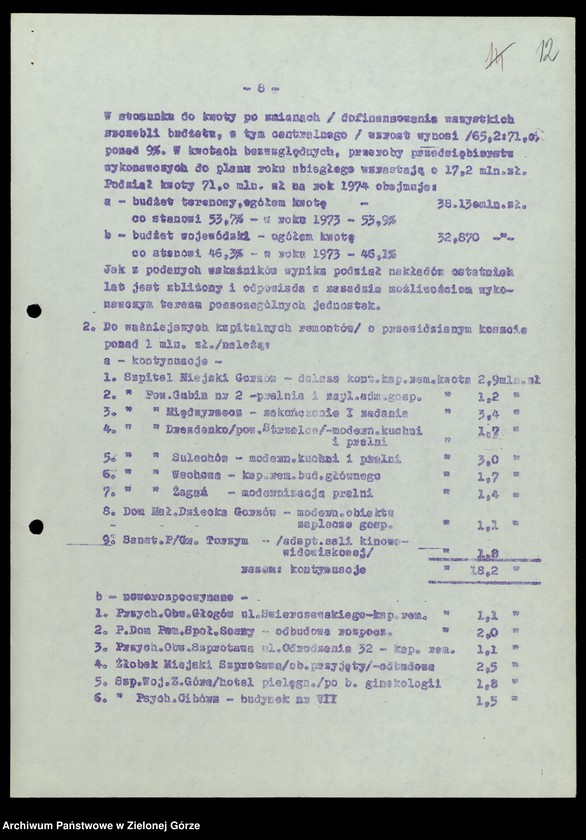 12
- 8 -
W stosunku do kwoty po zmianach / dofinansowania wszystkich
szczebli budżetu, w tym centralnego / wzrost wynosi /65,2:71,0/
ponad 9%. W kwotach bezwzględnych, przeroby przedsiębiorstw
wykonawczych do planu roku ubiegłego wzrastają o 17,2 mln.zł.
Podział kwoty 71,0 mln. zł na rok 1974 obejmuje:
a - budżet terenowy,ogółem kwotę - 38.130mln.zł.
co stanowi 53,7% - w roku 1973 - 53,9%
b - budżet wojewódzki - ogółem kwotę 32,870 -"-
co stanowi 46,3% - w roku 1973 - 46,1%
Jak z podanych wskaźników wynika podział nakładów ostatnich
lat jest zbliżony i odpowiada w zasadzie możliwościom wyko-
nawczym terenu poszczególnych jednostek.
2. Do ważniejszych kapitalnych remontów/ o przewidzianym koszcie
ponad 1 mln. zł./należą:
a - kontynuacje -
1. Szpital Miejski Gorzów - dalsze kont.kap.rem.kwota 2,9mln.zł
2. " Pow.Gubin nr 2 -pralnia i zapl.adm.gosp. " 1,2 "
3. " " Międzyrzecz - zakończenie I zadania " 3,4 "
4. " " Drezdenko/pow.Strzelce/-modern.kuchni
i pralni " 1,7 "
5. " " Sulechów - modern.kuchni i pralni " 3,0 "
6. " " Wschowa - kap.rem.bud.głównego " 1,7 "
7. " " Żagań - modernizacja pralni " 1,4 "
8. Dom Mał.Dziecka Gorzów - modern.obiektu
zaplecze gosp. " 1,1 "
9. Sanat.P/Gr. Torzym - /adapt.sali kinowo-
widowiskowej/ " 1,8
razem: kontynuacje " 18,2 "
b - noworozpoczynane -
1. Przych.Obw.Głogów ul.Swierczewskiego-kap.rem. " 1,1 "
2. P.Dom Pom.Społ.Szczy - odbudowa rozpocz. " 2,0 "
3. Przych.Obw.Szprotawa ul.Odrodzenia 32 - kap. rem. 1,1 "
4. Żłobek Miejski Szprotawa/ob.przyjęty/-odbudowa 2,5 "
5. Szp.Woj.Z.Góra/hotel pielęgn./po b. ginekologii 1,8 "
6. " Psych.Cibórz - budynek nr VII 1,5 "
Archiwum Państwowe w Zielonej Górze